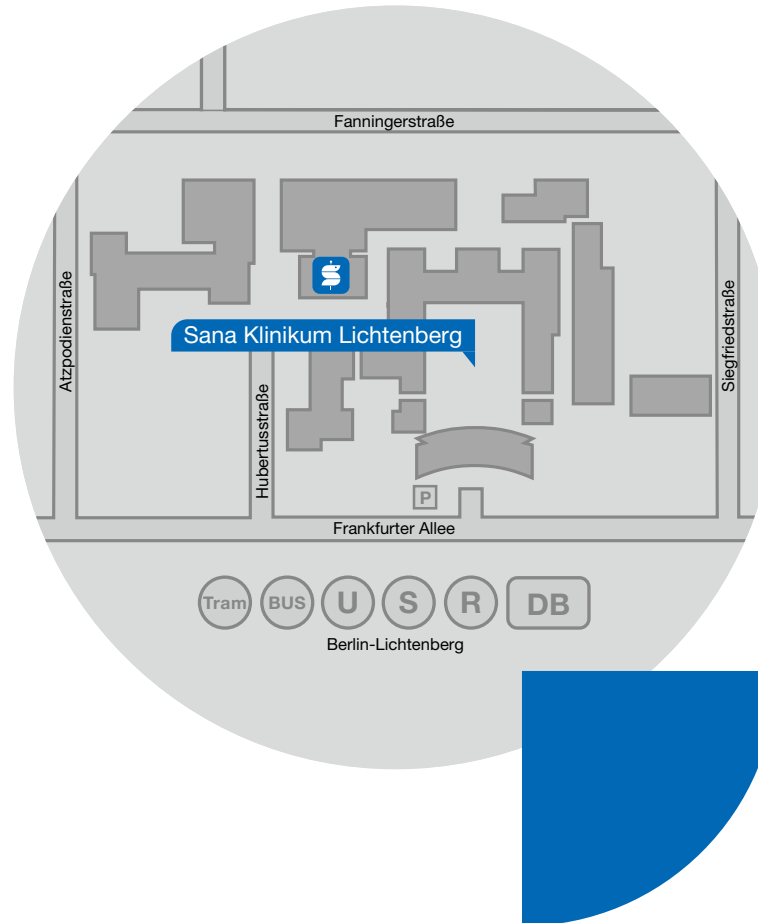 Fanningerstraße
Atzpodienstraße
Siegfriedstraße
Sana Klinikum Lichtenberg
Hubertusstraße
P
Frankfurter Allee
Tram BUS U S R DB
Berlin-Lichtenberg